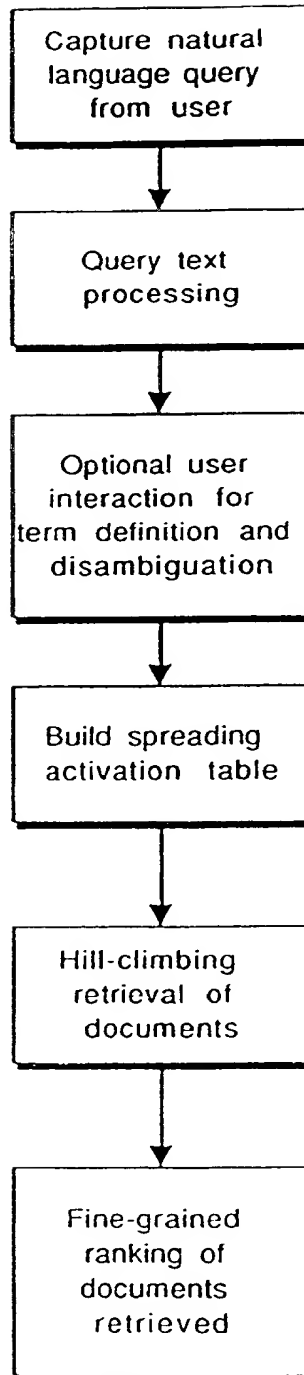 Capture natural
language query
from user
Query text
processing
Optional user
interaction for
term definition and
disambiguation
Build spreading
activation table
Hill-climbing
retrieval of
documents
Fine-grained
ranking of
documents
retrieved